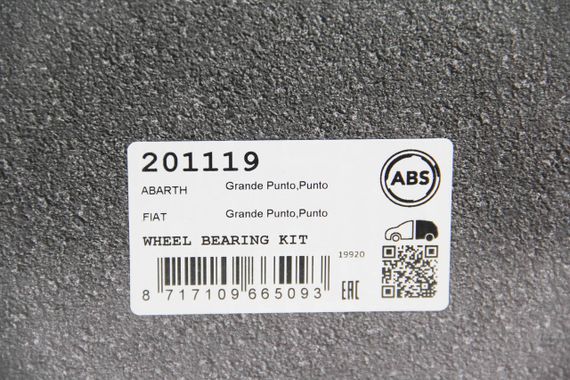 201119
ABARTH Grande Punto,Punto
FIAT Grande Punto,Punto
WHEEL BEARING KIT
19920
8 717109 665093
EAC
ABS